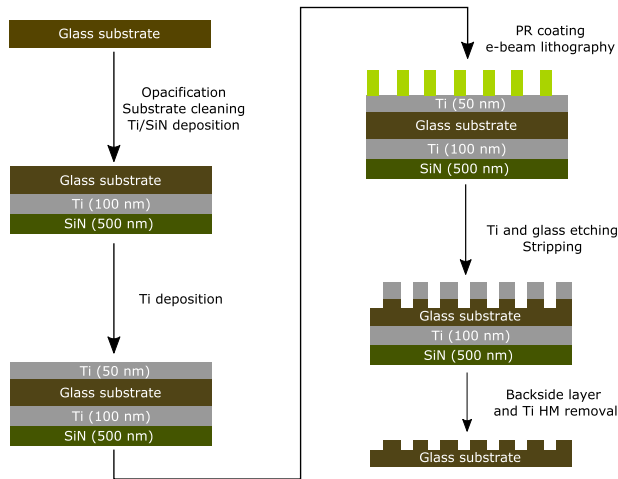 Glass substrate
Opacification
Substrate cleaning
Ti/SiN deposition
Glass substrate
Ti (100 nm)
SiN (500 nm)
Ti deposition
Ti (50 nm)
Glass substrate
Ti (100 nm)
SiN (500 nm)
PR coating
e-beam lithography
Ti (50 nm)
Glass substrate
Ti (100 nm)
SiN (500 nm)
Ti and glass etching
Stripping
Glass substrate
Ti (100 nm)
SiN (500 nm)
Backside layer
and Ti HM removal
Glass substrate